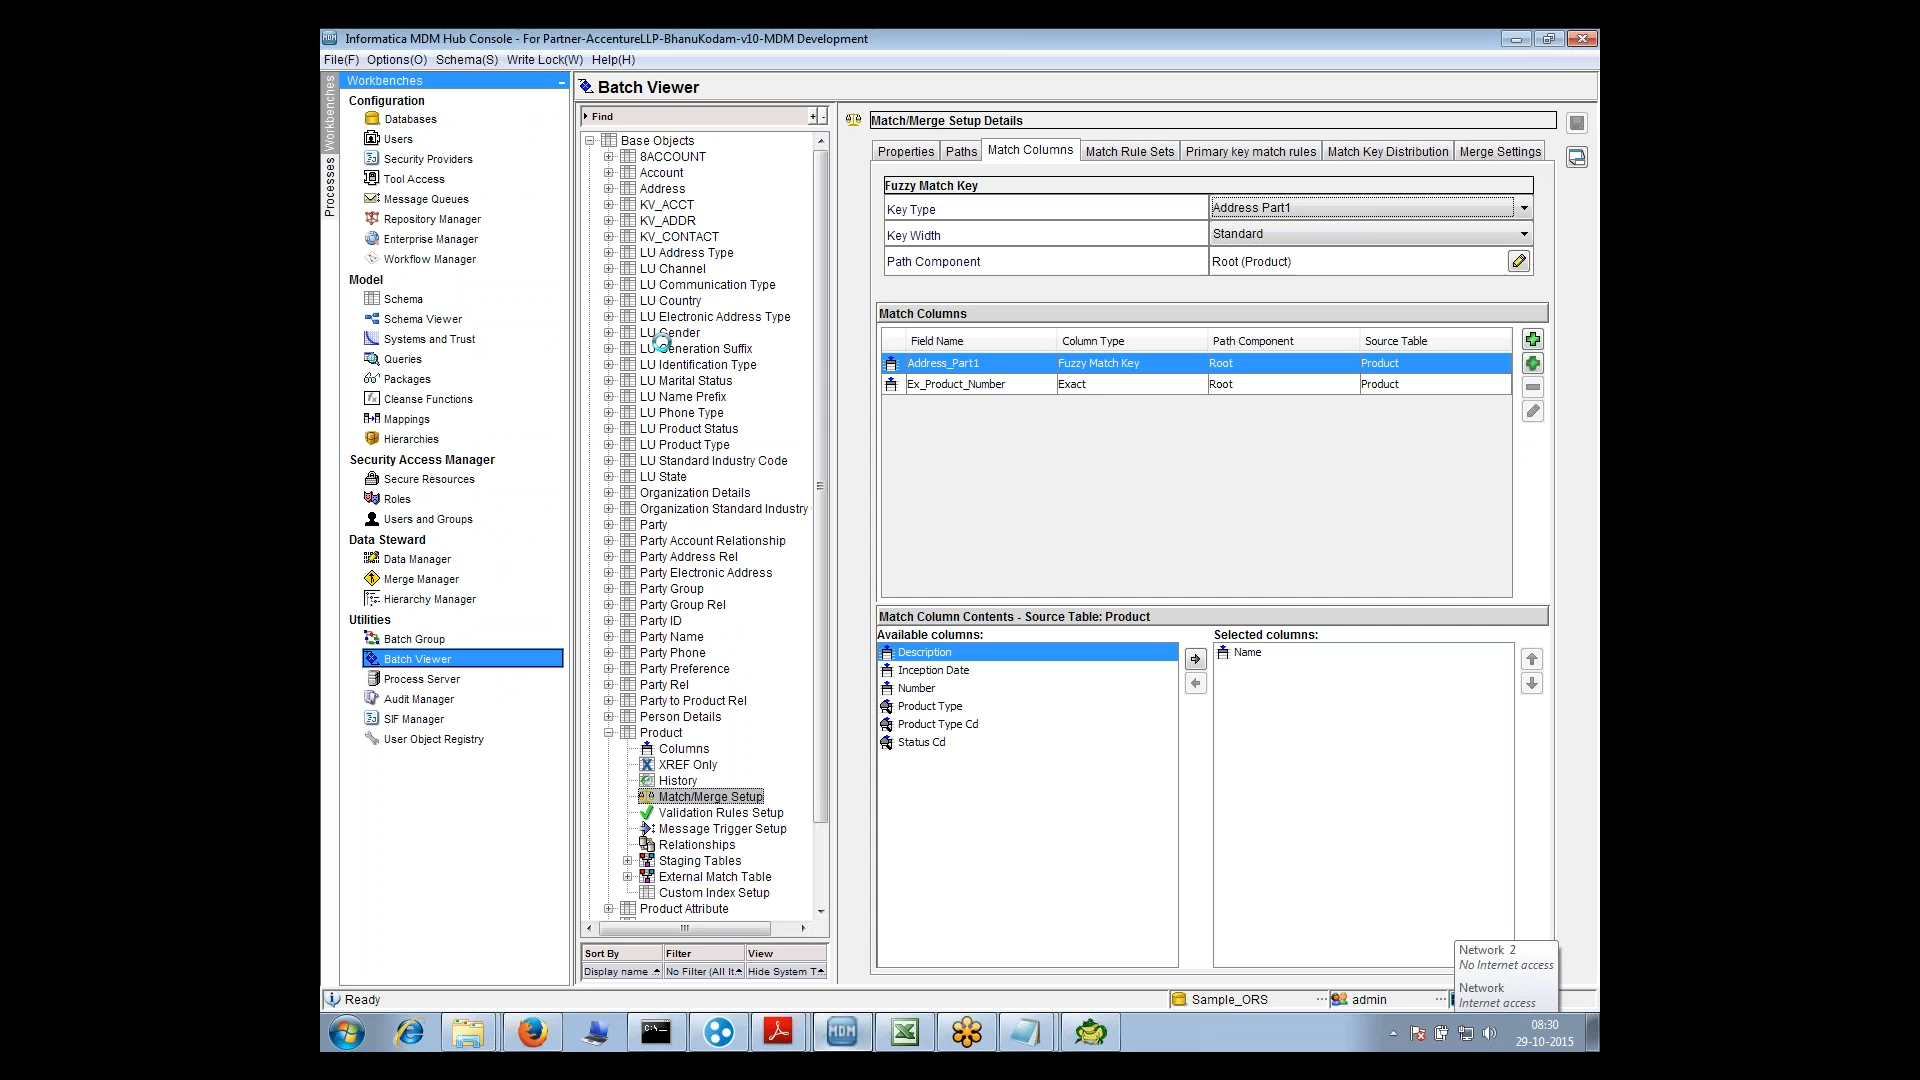 Informatica MDM Hub Console - For Partner-AccentureLLP-BhanuKodam-v10-MDM Development
File(F) Options(O) Schema(S) Write Lock(W) Help(H)
Workbenches
Processes
Workbenches
Configuration
Databases
Users
Security Providers
Tool Access
Message Queues
Repository Manager
Enterprise Manager
Workflow Manager
Model
Schema
Schema Viewer
Systems and Trust
Queries
Packages
Cleanse Functions
Mappings
Hierarchies
Security Access Manager
Secure Resources
Roles
Users and Groups
Data Steward
Data Manager
Merge Manager
Hierarchy Manager
Utilities
Batch Group
Batch Viewer
Process Server
Audit Manager
SIF Manager
User Object Registry
Batch Viewer
Find
Base Objects
8ACCOUNT
Account
Address
KV_ACCT
KV_ADDR
KV_CONTACT
LU Address Type
LU Channel
LU Communication Type
LU Country
LU Electronic Address Type
LU Gender
LU Generation Suffix
LU Identification Type
LU Marital Status
LU Name Prefix
LU Phone Type
LU Product Status
LU Product Type
LU Standard Industry Code
LU State
Organization Details
Organization Standard Industry
Party
Party Account Relationship
Party Address Rel
Party Electronic Address
Party Group
Party Group Rel
Party ID
Party Name
Party Phone
Party Preference
Party Rel
Party to Product Rel
Person Details
Product
Columns
XREF Only
History
Match/Merge Setup
Validation Rules Setup
Message Trigger Setup
Relationships
Staging Tables
External Match Table
Custom Index Setup
Product Attribute
Sort By Filter View
Display name No Filter (All It. Hide System T
Match/Merge Setup Details
Properties Paths Match Columns Match Rule Sets Primary key match rules Match Key Distribution Merge Settings
Fuzzy Match Key
Key Type Address Part1
Key Width Standard
Path Component Root (Product)
Match Columns
Field Name Column Type Path Component Source Table
Address_Part1 Fuzzy Match Key Root Product
Ex_Product_Number Exact Root Product
Match Column Contents - Source Table: Product
Available columns: Selected columns:
Description Name
Inception Date
Number
Product Type
Product Type Cd
Status Cd
Network 2
No Internet access
Network
Internet access
Ready Sample_ORS ... admin ...
MDM
08:30
29-10-2015